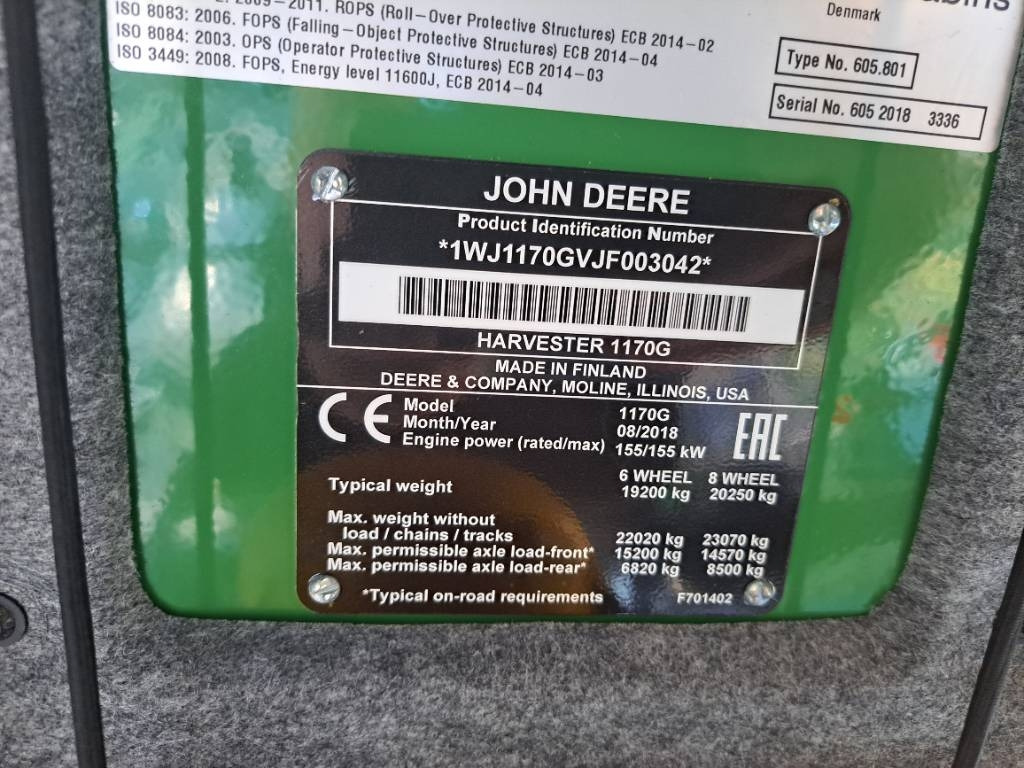 2009-2011. ROPS (Roll-Over Protective Structures) ECB 2014-02
ISO 8083: 2006. FOPS (Falling-Object Protective Structures) ECB 2014-04
ISO 8084: 2003. OPS (Operator Protective Structures) ECB 2014-03
ISO 3449: 2008. FOPS, Energy level 11600J, ECB 2014-04
Denmark
Type No. 605.801
Serial No. 605 2018 3336
JOHN DEERE
Product Identification Number
*1WJ1170GVJF003042*
HARVESTER 1170G
MADE IN FINLAND
DEERE & COMPANY, MOLINE, ILLINOIS, USA
CE
Model 1170G
Month/Year 08/2018
Engine power (rated/max) 155/155 kW
EAC
6 WHEEL 8 WHEEL
Typical weight 19200 kg 20250 kg
Max. weight without
load / chains / tracks 22020 kg 23070 kg
Max. permissible axle load-front* 15200 kg 14570 kg
Max. permissible axle load-rear* 6820 kg 8500 kg
*Typical on-road requirements F701402